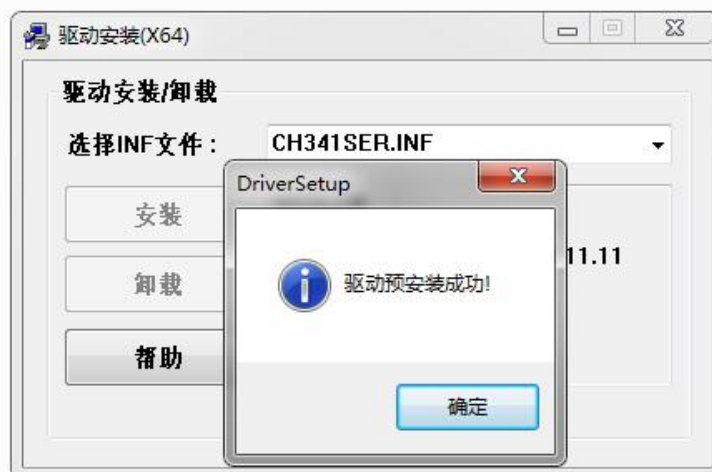 驱动安装(X64)
驱动安装/卸载
选择INF文件：
CH341SER.INF
DriverSetup
安装
11.11
驱动预安装成功!
卸载
帮助
确定